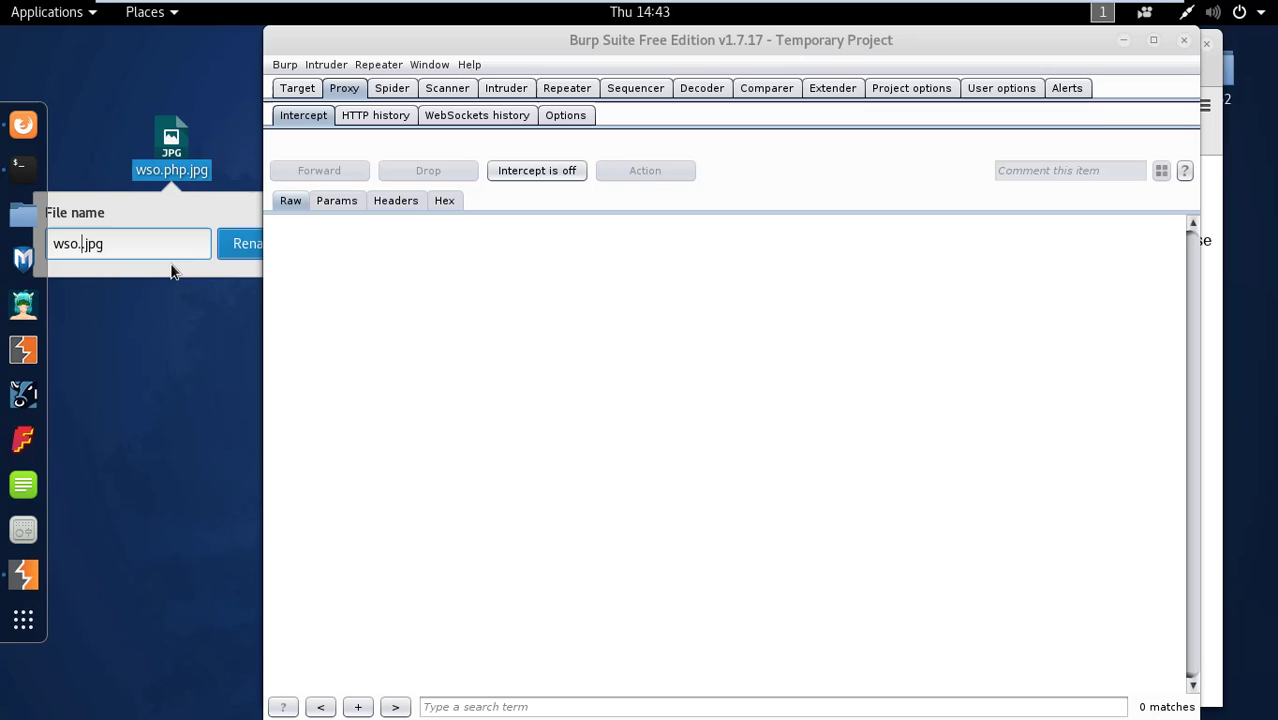 Applications Places Thu 14:43 1
Burp Suite Free Edition v1.7.17 - Temporary Project
Burp Intruder Repeater Window Help
Target Proxy Spider Scanner Intruder Repeater Sequencer Decoder Comparer Extender Project options User options Alerts
2
Intercept HTTP history WebSockets history Options
JPG
wso.php.jpg
Forward Drop Intercept is off Action Comment this item ?
Raw Params Headers Hex
File name
wso..jpg Rena
se
? < + > Type a search term 0 matches